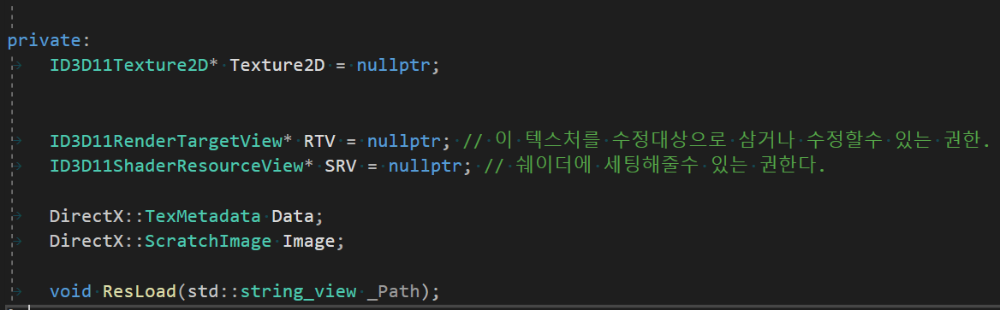 private:
ID3D11Texture2D* Texture2D = nullptr;
ID3D11RenderTargetView* RTV = nullptr; // 이 텍스처를 수정대상으로 삼거나 수정할수 있는 권한.
ID3D11ShaderResourceView* SRV = nullptr; // 쉐이더에 세팅해줄수 있는 권한다.
DirectX::TexMetadata Data;
DirectX::ScratchImage Image;
void ResLoad(std::string_view _Path);